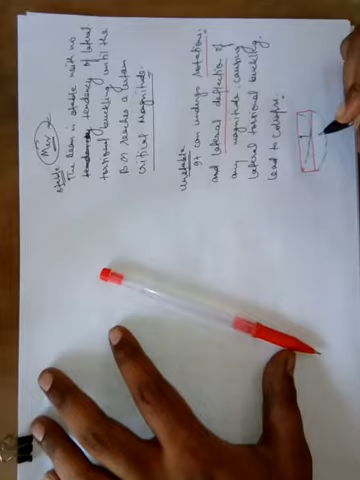 Mcr
Stable
The beam is stable with no
tendency of lateral
torsional buckling until the
B.M reaches a certain
critical magnitude.
Unstable
It can undergo rotation
and lateral deflection of
any magnitude, causing
lateral torsional buckling.
lead to collapse.